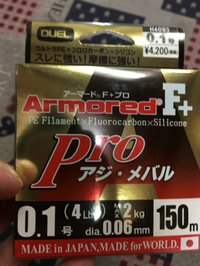 DUEL
H4093
0.1号
¥4,200
ウルトラPE×フロロカーボン×シリコン
スレに強い!摩擦に強い!
アーマード® F+プロ
Armored® F+
PE Filament×Fluorocarbon×Silicone
Pro
アジ・メバル
0.1号 (4Lb) MAX2kg 150m
dia.0.06mm
MADE in JAPAN, MADE for WORLD.